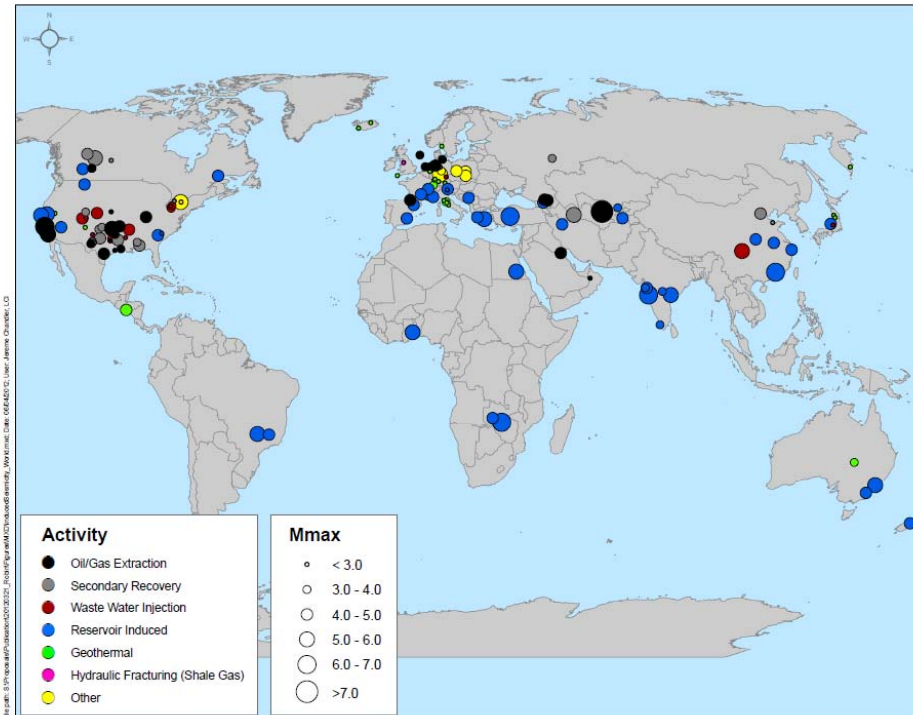 N
W E
S
Activity
Oil/Gas Extraction
Secondary Recovery
Waste Water Injection
Reservoir Induced
Geothermal
Hydraulic Fracturing (Shale Gas)
Other
Mmax
< 3.0
3.0 - 4.0
4.0 - 5.0
5.0 - 6.0
6.0 - 7.0
>7.0